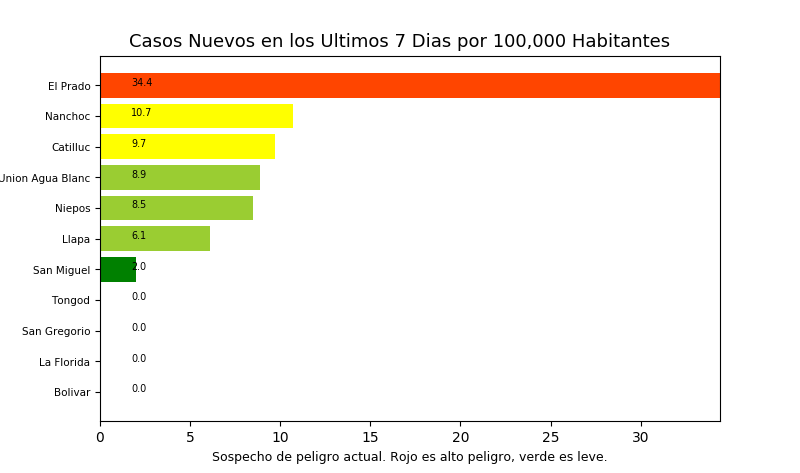 Casos Nuevos en los Ultimos 7 Dias por 100,000 Habitantes
El Prado 34.4
Nanchoc 10.7
Catilluc 9.7
Union Agua Blanc 8.9
Niepos 8.5
Llapa 6.1
San Miguel 2.0
Tongod 0.0
San Gregorio 0.0
La Florida 0.0
Bolivar 0.0
0 5 10 15 20 25 30
Sospecho de peligro actual. Rojo es alto peligro, verde es leve.